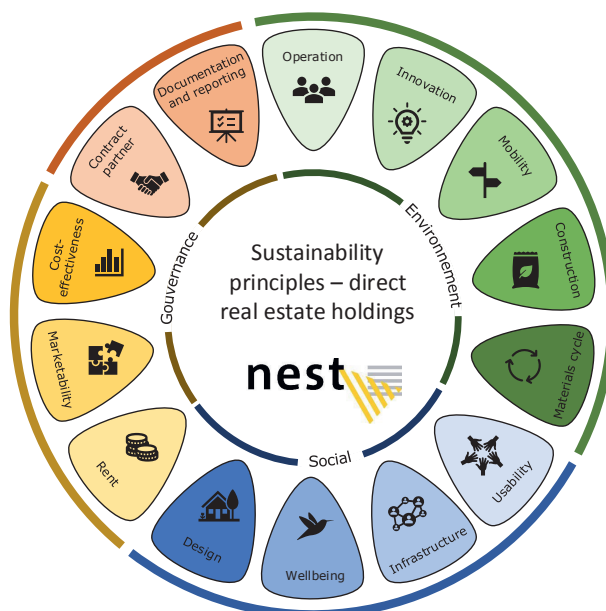 Operation
Innovation
Mobility
Construction
Materials cycle
Usability
Infrastructure
Wellbeing
Design
Rent
Marketability
Cost-
effectiveness
Contract
partner
Documentation
and reporting
Environnement
Social
Gouvernance
Sustainability
principles – direct
real estate holdings
nest